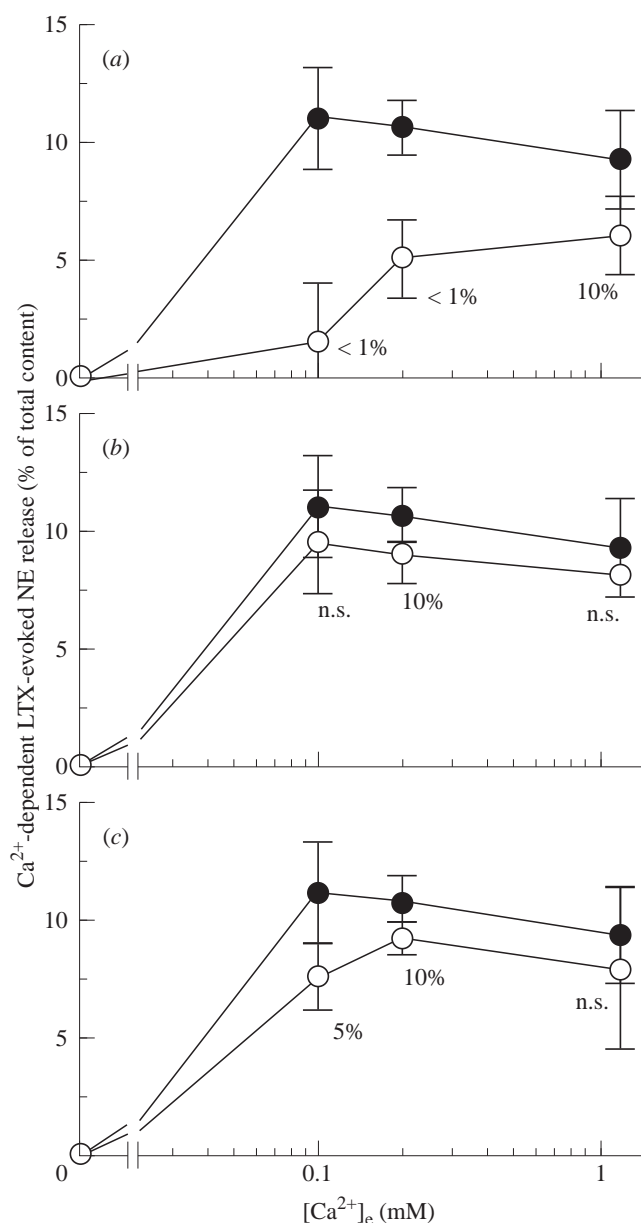 Ca²⁺-dependent LTX-evoked NE release (% of total content)
15
(a)
10
5
< 1%
10%
< 1%
0
15
(b)
10
n.s.
10%
n.s.
5
0
15
(c)
10
10%
n.s.
5
5%
0
0.1
1
[Ca²⁺]ₑ (mM)